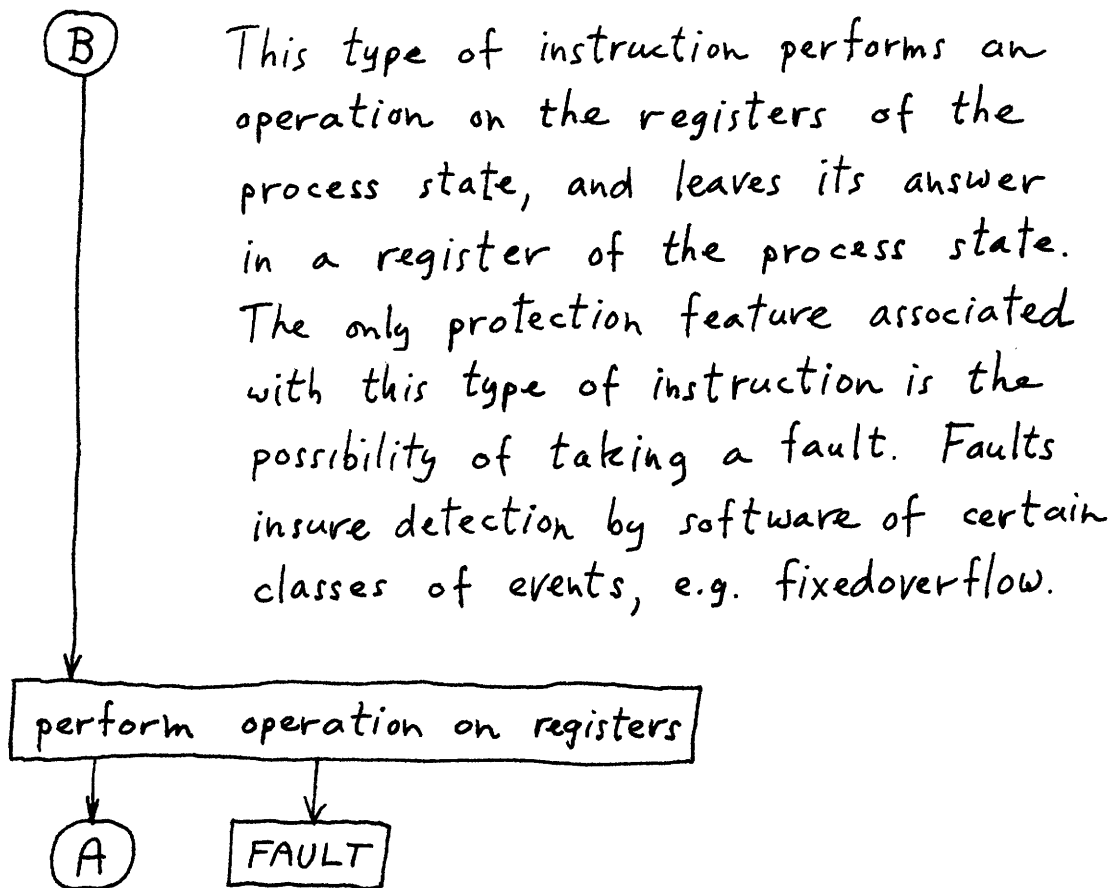 B
This type of instruction performs an
operation on the registers of the
process state, and leaves its answer
in a register of the process state.
The only protection feature associated
with this type of instruction is the
possibility of taking a fault. Faults
insure detection by software of certain
classes of events, e.g. fixedoverflow.
perform operation on registers
A
FAULT